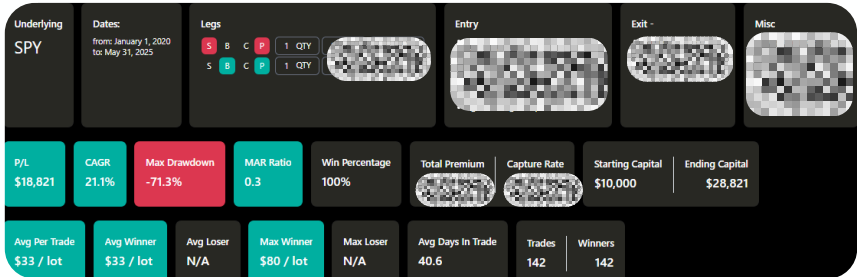 Underlying
SPY
Dates:
from: January 1, 2020
to: May 31, 2025
Legs
S B C P 1 QTY
S B C P 1 QTY
Entry
Exit -
Misc
P/L
$18,821
CAGR
21.1%
Max Drawdown
-71.3%
MAR Ratio
0.3
Win Percentage
100%
Total Premium
Capture Rate
Starting Capital
$10,000
Ending Capital
$28,821
Avg Per Trade
$33 / lot
Avg Winner
$33 / lot
Avg Loser
N/A
Max Winner
$80 / lot
Max Loser
N/A
Avg Days In Trade
40.6
Trades
142
Winners
142